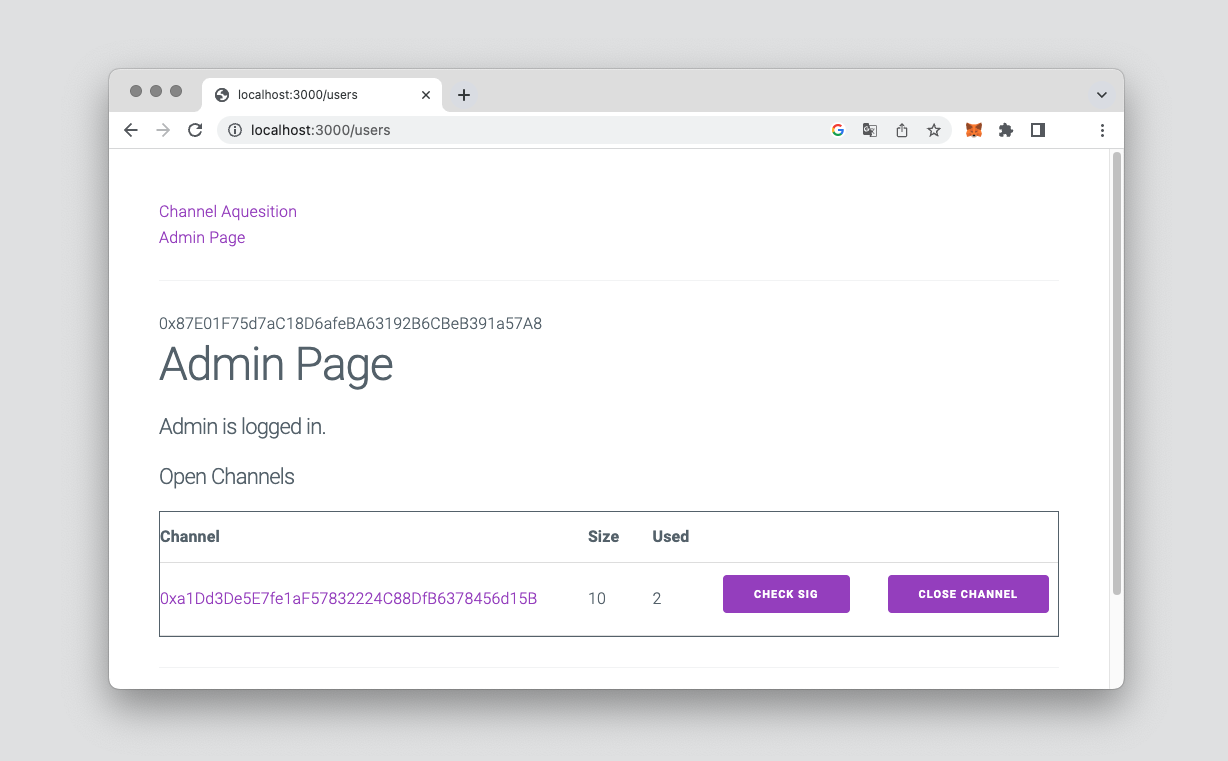 localhost:3000/users
localhost:3000/users
Channel Aquesition
Admin Page
0x87E01F75d7aC18D6afeBA63192B6CBeB391a57A8
Admin Page
Admin is logged in.
Open Channels
Channel Size Used
0xa1Dd3De5E7fe1aF57832224C88DfB6378456d15B 10 2 CHECK SIG CLOSE CHANNEL